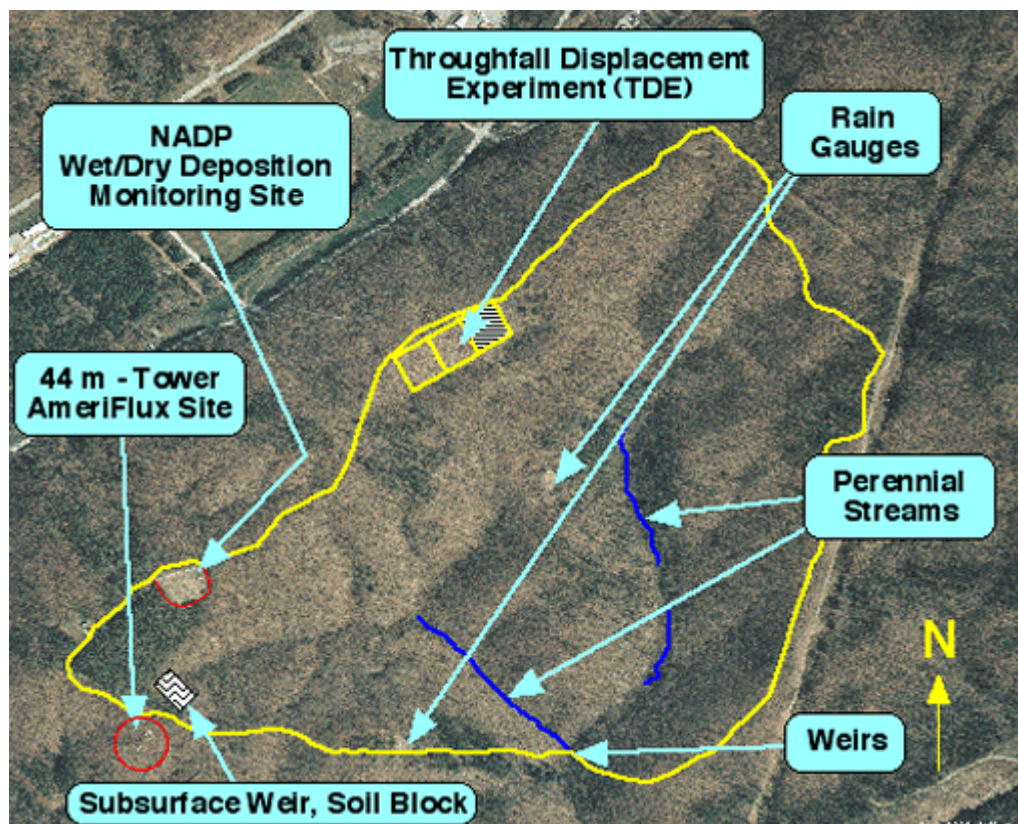 Throughfall Displacement
Experiment (TDE)
NADP
Wet/Dry Deposition
Monitoring Site
Rain
Gauges
44 m - Tower
AmeriFlux Site
Perennial
Streams
N
Weirs
Subsurface Weir, Soil Block